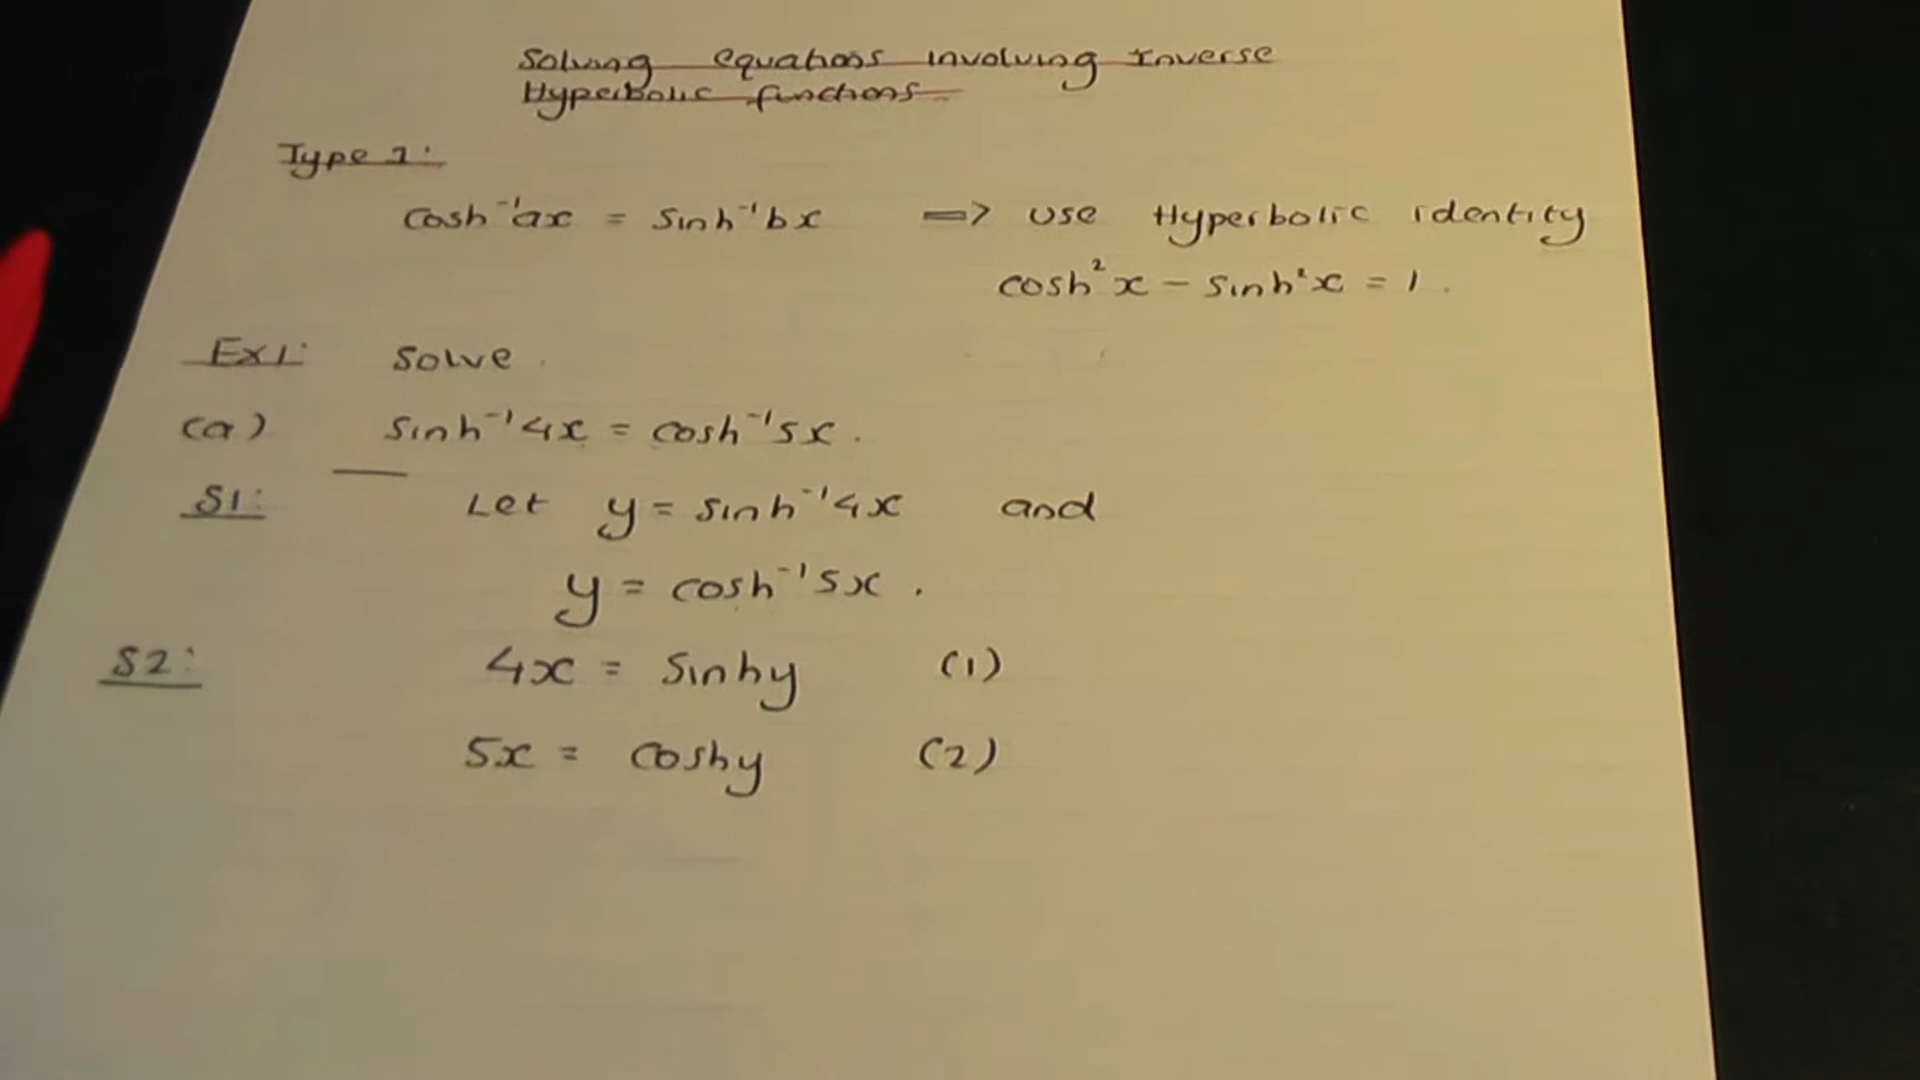 Solving equations involving Inverse
Hyperbolic functions.
Type 1:
cosh⁻¹ax = sinh⁻¹bx => use Hyperbolic identity
cosh²x - sinh²x = 1.
Ex1: Solve.
(a) sinh⁻¹4x = cosh⁻¹5x.
S1: Let y = sinh⁻¹4x and
y = cosh⁻¹5x.
S2: 4x = sinhy (1)
5x = coshy (2)